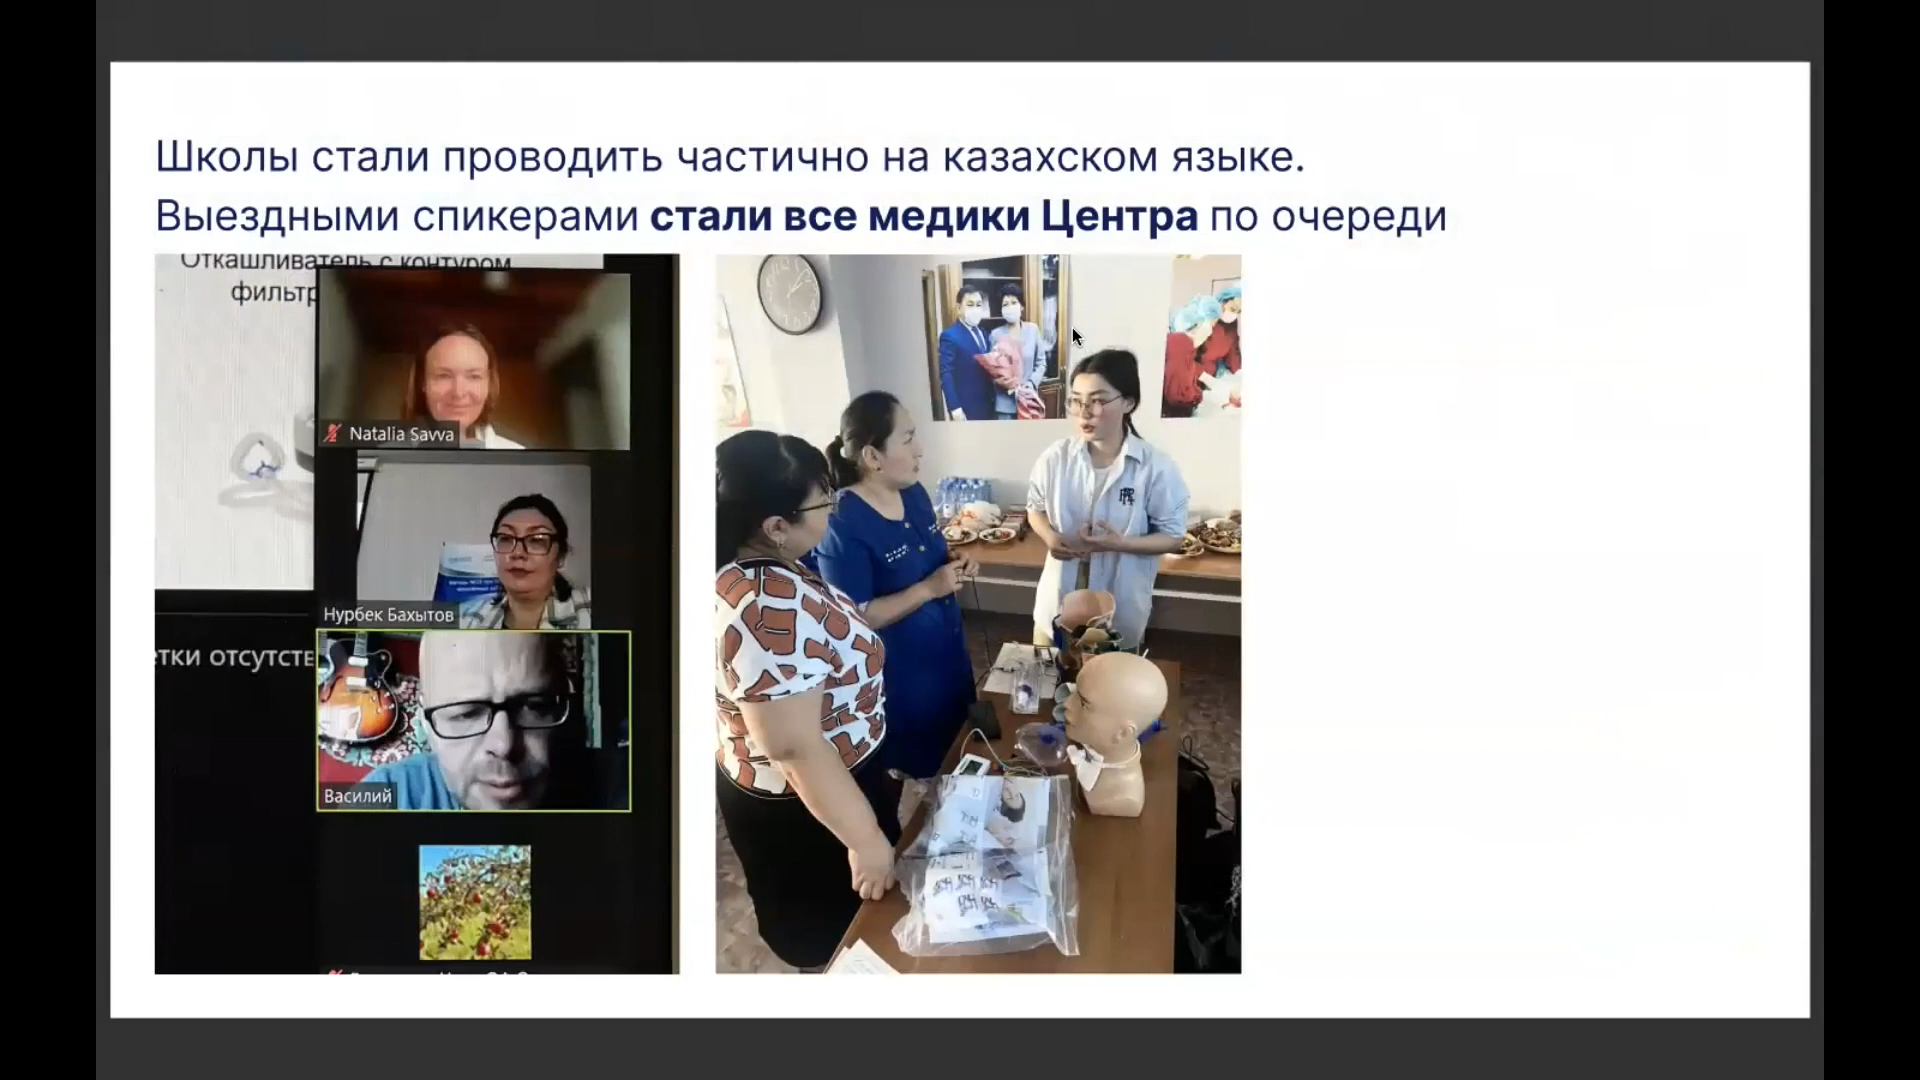 Школы стали проводить частично на казахском языке.
Выездными спикерами стали все медики Центра по очереди
Откашливатель с контуром
фильтр
Natalia Savva
Нурбек Бахытов
етки отсутств
Василий